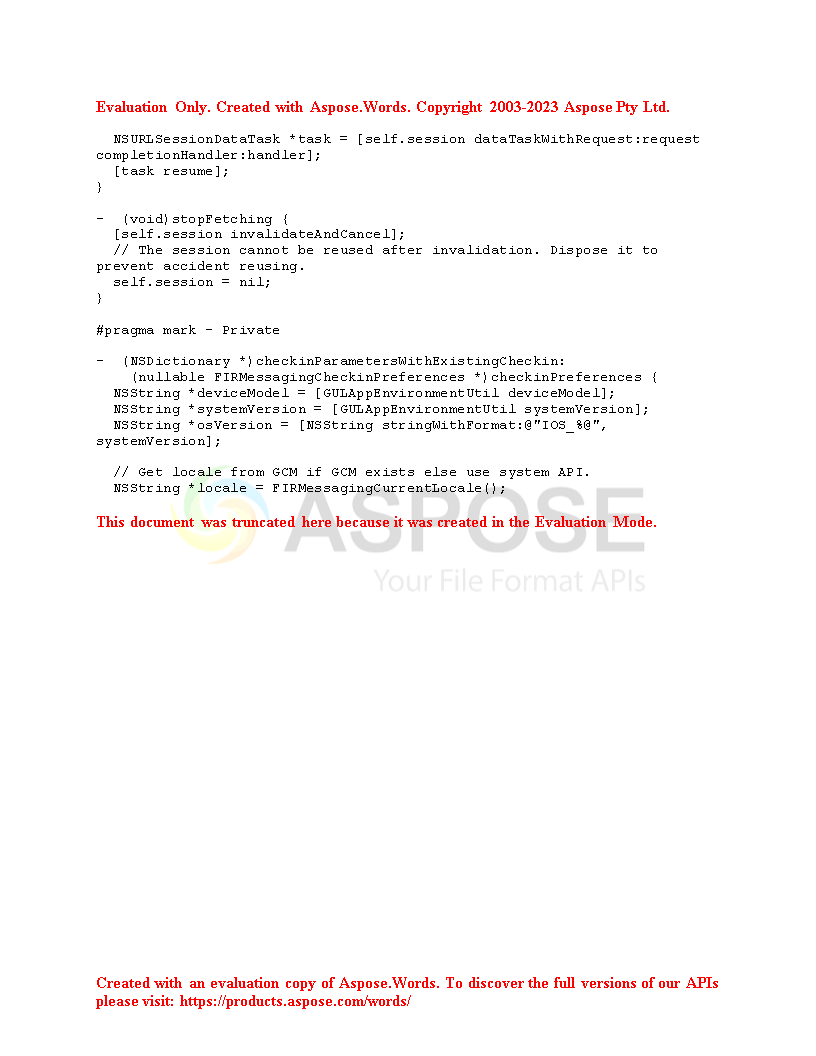 Evaluation Only. Created with Aspose.Words. Copyright 2003-2023 Aspose Pty Ltd.
  NSURLSessionDataTask *task = [self.session dataTaskWithRequest:request
completionHandler:handler];
  [task resume];
}
-  (void)stopFetching {
  [self.session invalidateAndCancel];
  // The session cannot be reused after invalidation. Dispose it to
prevent accident reusing.
  self.session = nil;
}
#pragma mark - Private
-  (NSDictionary *)checkinParametersWithExistingCheckin:
    (nullable FIRMessagingCheckinPreferences *)checkinPreferences {
  NSString *deviceModel = [GULAppEnvironmentUtil deviceModel];
  NSString *systemVersion = [GULAppEnvironmentUtil systemVersion];
  NSString *osVersion = [NSString stringWithFormat:@"IOS_%@",
systemVersion];
  // Get locale from GCM if GCM exists else use system API.
  NSString *locale = FIRMessagingCurrentLocale();
ASPOSE
This document was truncated here because it was created in the Evaluation Mode.
Your File Format APIs
Created with an evaluation copy of Aspose.Words. To discover the full versions of our APIs
please visit: https://products.aspose.com/words/